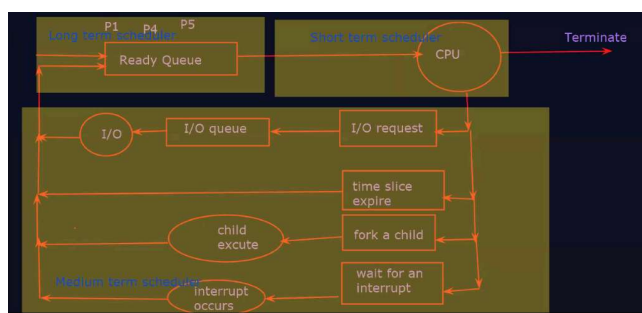 P1 P4 P5
Long term scheduler
Short term scheduler
Ready Queue
CPU
Terminate
I/O
I/O queue
I/O request
time slice
expire
child
excute
fork a child
Medium term scheduler
interrupt
occurs
wait for an
interrupt